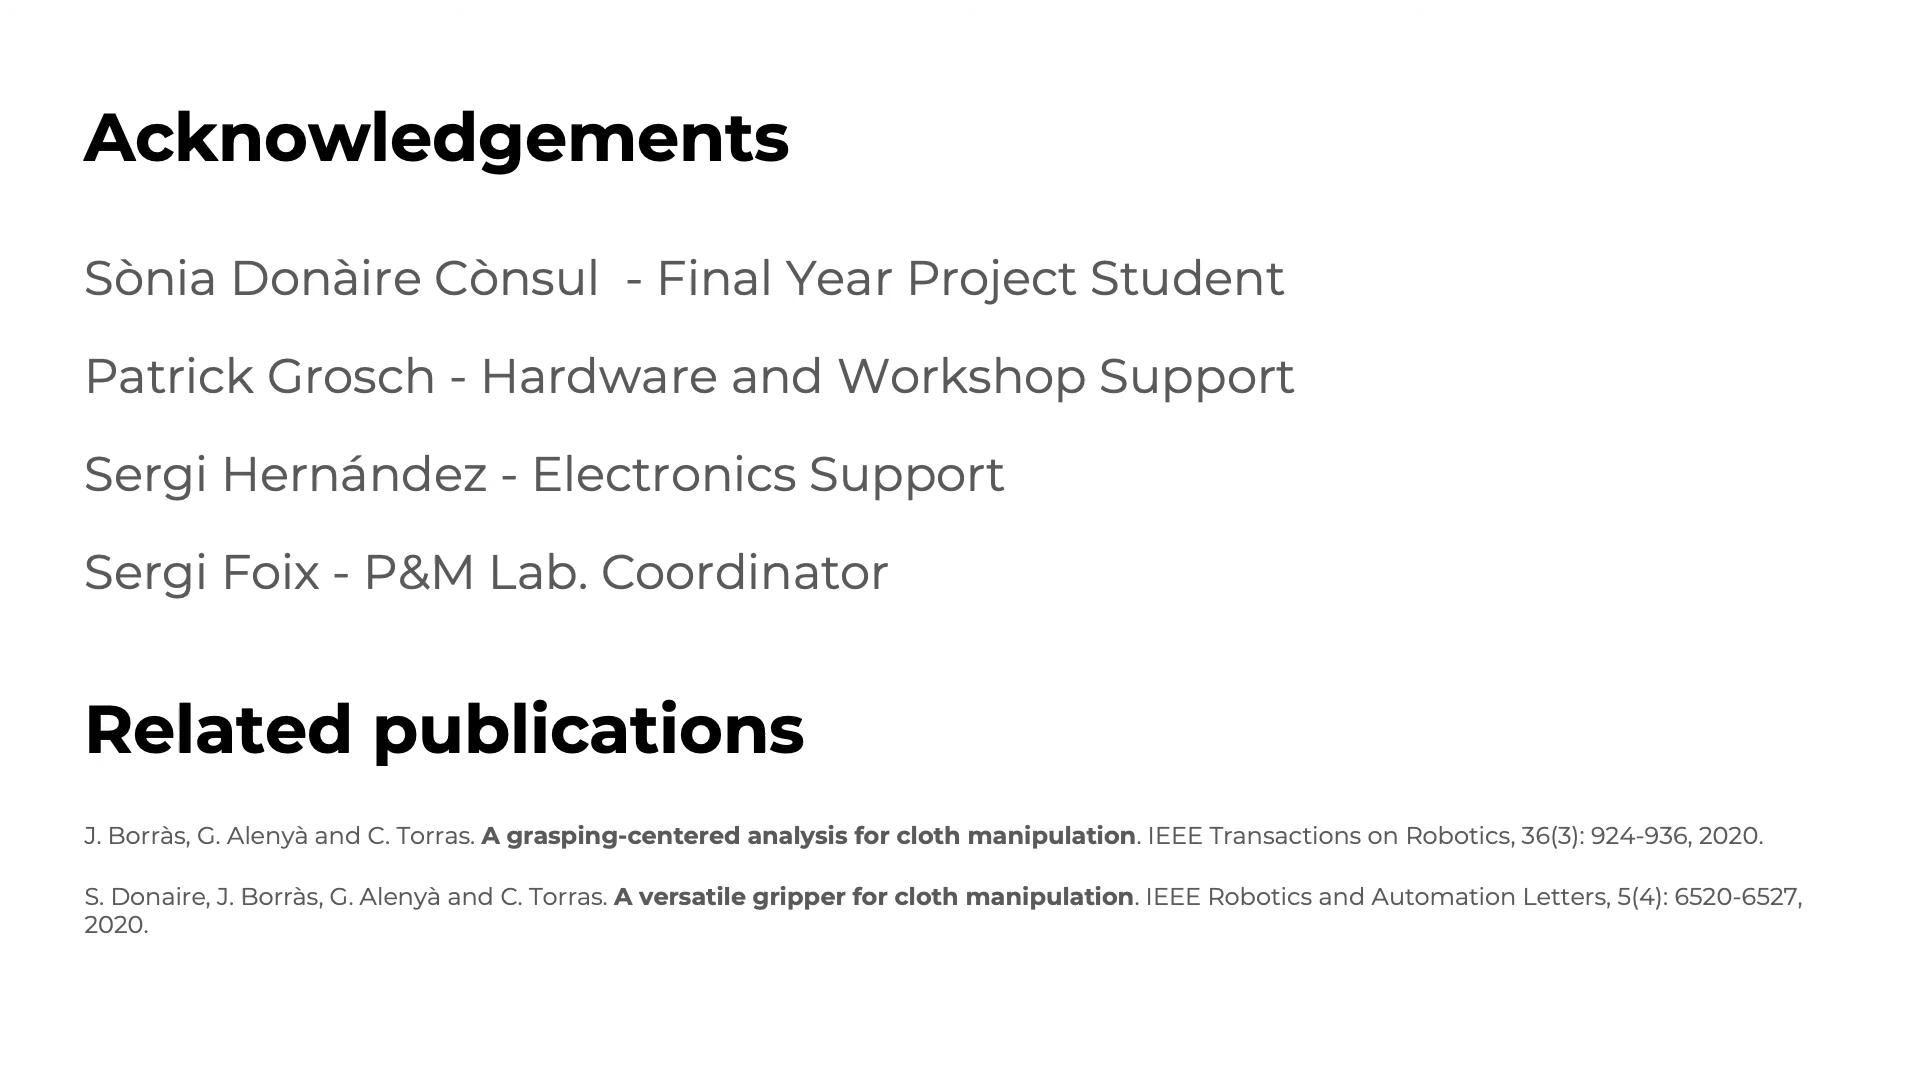 Acknowledgements
Sònia Donàire Cònsul  - Final Year Project Student
Patrick Grosch - Hardware and Workshop Support
Sergi Hernández - Electronics Support
Sergi Foix - P&M Lab. Coordinator
Related publications
J. Borràs, G. Alenyà and C. Torras. A grasping-centered analysis for cloth manipulation. IEEE Transactions on Robotics, 36(3): 924-936, 2020.
S. Donaire, J. Borràs, G. Alenyà and C. Torras. A versatile gripper for cloth manipulation. IEEE Robotics and Automation Letters, 5(4): 6520-6527,
2020.